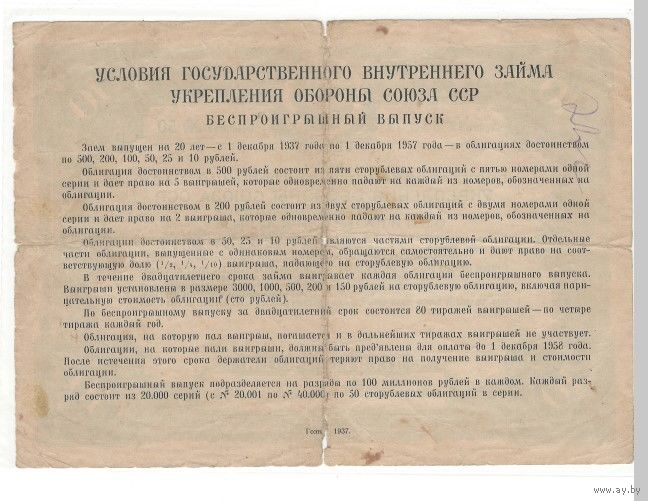 УСЛОВИЯ ГОСУДАРСТВЕННОГО ВНУТРЕННЕГО ЗАЙМА
УКРЕПЛЕНИЯ ОБОРОНЫ СОЮЗА ССР
БЕСПРОИГРЫШНЫЙ ВЫПУСК
Заем выпущен на 20 лет—с 1 декабря 1937 года по 1 декабря 1957 года—в облигациях достоинством
по 500, 200, 100, 50, 25 и 10 рублей.
Облигация достоинством в 500 рублей состоит из пяти сторублевых облигаций с пятью номерами одной
серии и дает право на 5 выигрышей, которые одновременно падают на каждый из номеров, обозначенных на
облигации.
Облигация достоинством в 200 рублей состоит из двух сторублевых облигаций с двумя номерами одной
серии и дает право на 2 выигрыша, которые одновременно падают на каждый из номеров, обозначенных на
облигации.
Облигации достоинством в 50, 25 и 10 рублей являются частями сторублевой облигации. Отдельные
части облигации, выпущенные с одинаковым номером, обращаются самостоятельно и дают право на соот-
ветствующую долю (1/2, 1/4, 1/10) выигрыша, падающего на сторублевую облигацию.
В течение двадцатилетнего срока займа выигрывает каждая облигация беспроигрышного выпуска.
Выигрыши установлены в размере 3000, 1000, 500, 200 и 150 рублей на сторублевую облигацию, включая нари-
цательную стоимость облигации (сто рублей).
По беспроигрышному выпуску за двадцатилетний срок состоится 80 тиражей выигрышей—по четыре
тиража каждый год.
Облигация, на которую пал выигрыш, погашается и в дальнейших тиражах выигрышей не участвует.
Облигации, на которые пали выигрыши, должны быть пред'явлена для оплаты до 1 декабря 1958 года.
После истечения этого срока держатели облигаций теряют право на получение выигрыша и стоимости
облигации.
Беспроигрышный выпуск подразделяется на разряды по 100 миллионов рублей в каждом. Каждый раз-
ряд состоит из 20.000 серий (с № 20.001 по № 40.000) по 50 сторублевых облигаций в серии.
1937.
www.ay.by